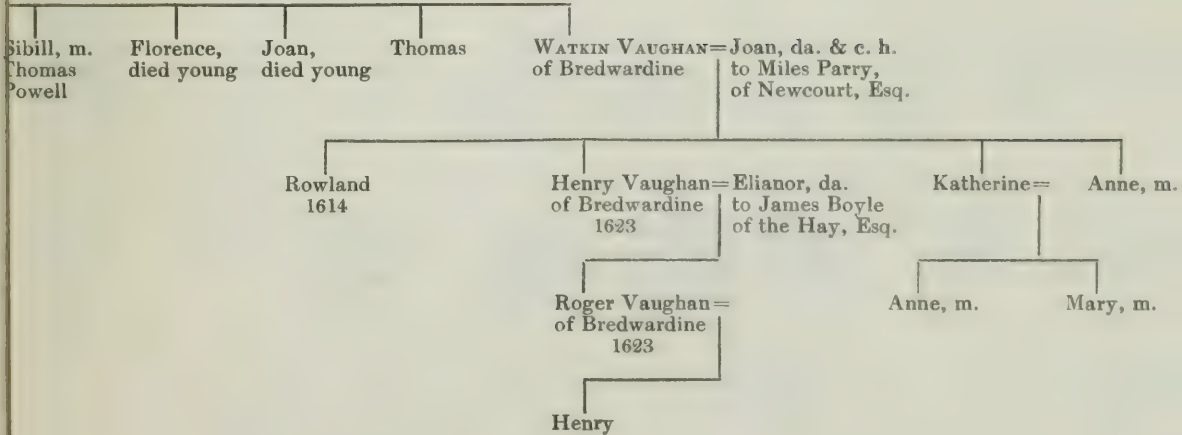 Sibill, m.
Thomas
Powell
Florence,
died young
Joan,
died young
Thomas
WATKIN VAUGHAN=Joan, da. & c. h.
of Bredwardine to Miles Parry,
of Newcourt, Esq.
Rowland
1614
Henry Vaughan=Elianor, da.
of Bredwardine to James Boyle
1623 of the Hay, Esq.
Katherine=
Anne, m.
Roger Vaughan=
of Bredwardine
1623
Anne, m.
Mary, m.
Henry